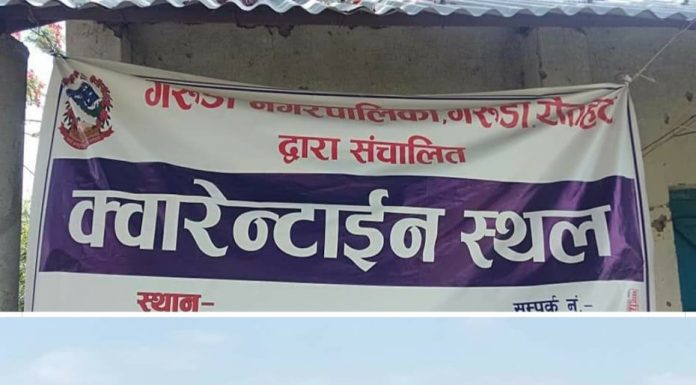 गरुडा नगरपालिका, गरुडा, रौतहट
द्वारा संचालित
क्वारेन्टाईन स्थल
स्थान-
सम्पर्क नं.-